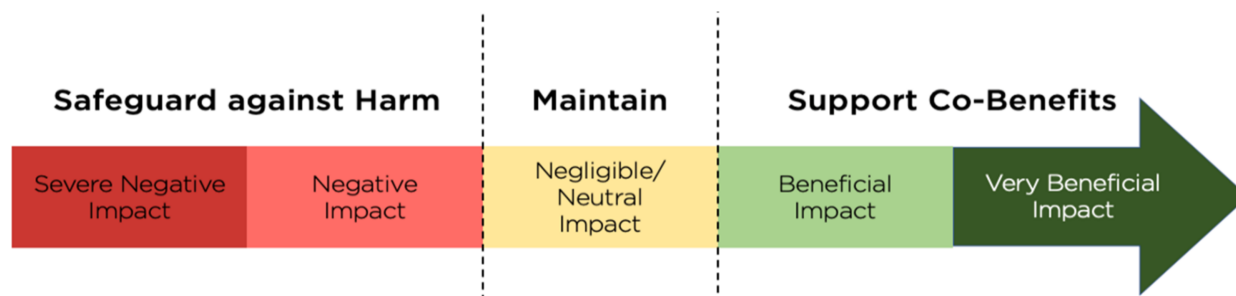 Safeguard against Harm
Maintain
Support Co-Benefits
Severe Negative
Impact
Negative
Impact
Negligible/
Neutral
Impact
Beneficial
Impact
Very Beneficial
Impact